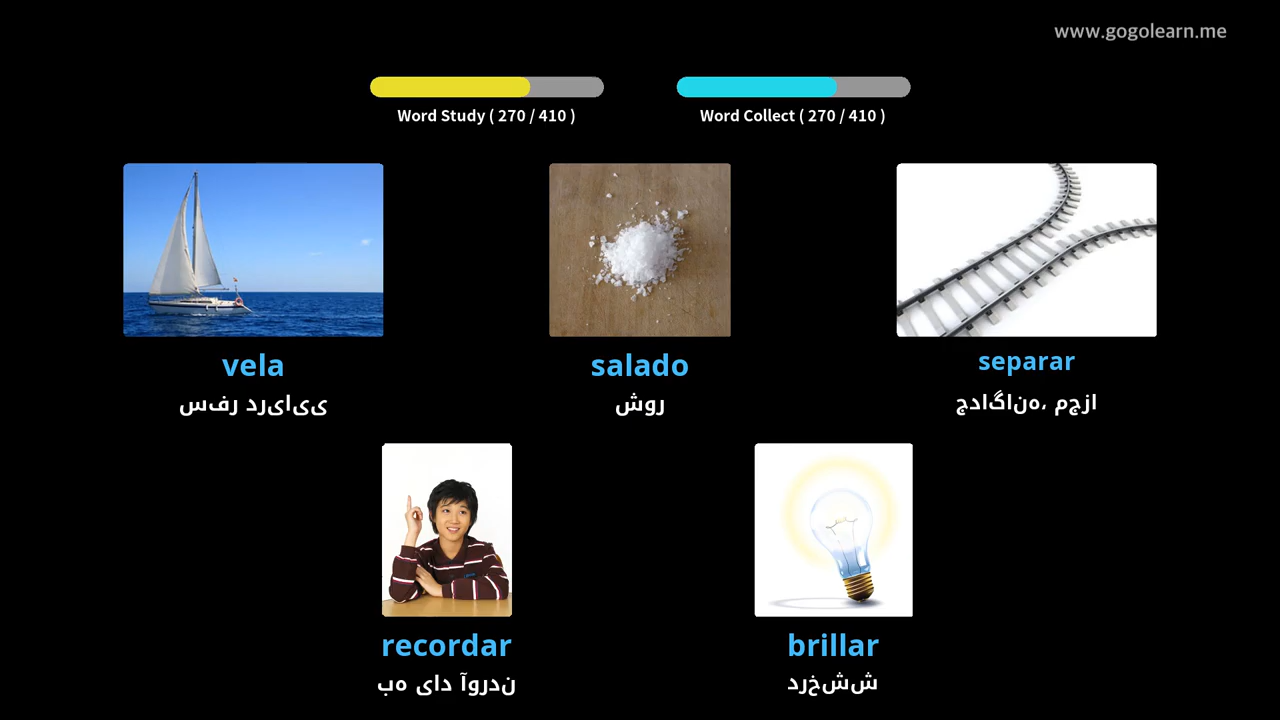 www.gogolearn.me
Word Study ( 270 / 410 )
Word Collect ( 270 / 410 )
vela
سفر دریایی
salado
شور
separar
جداگانه، مجزا
recordar
به یاد آوردن
brillar
درخشش